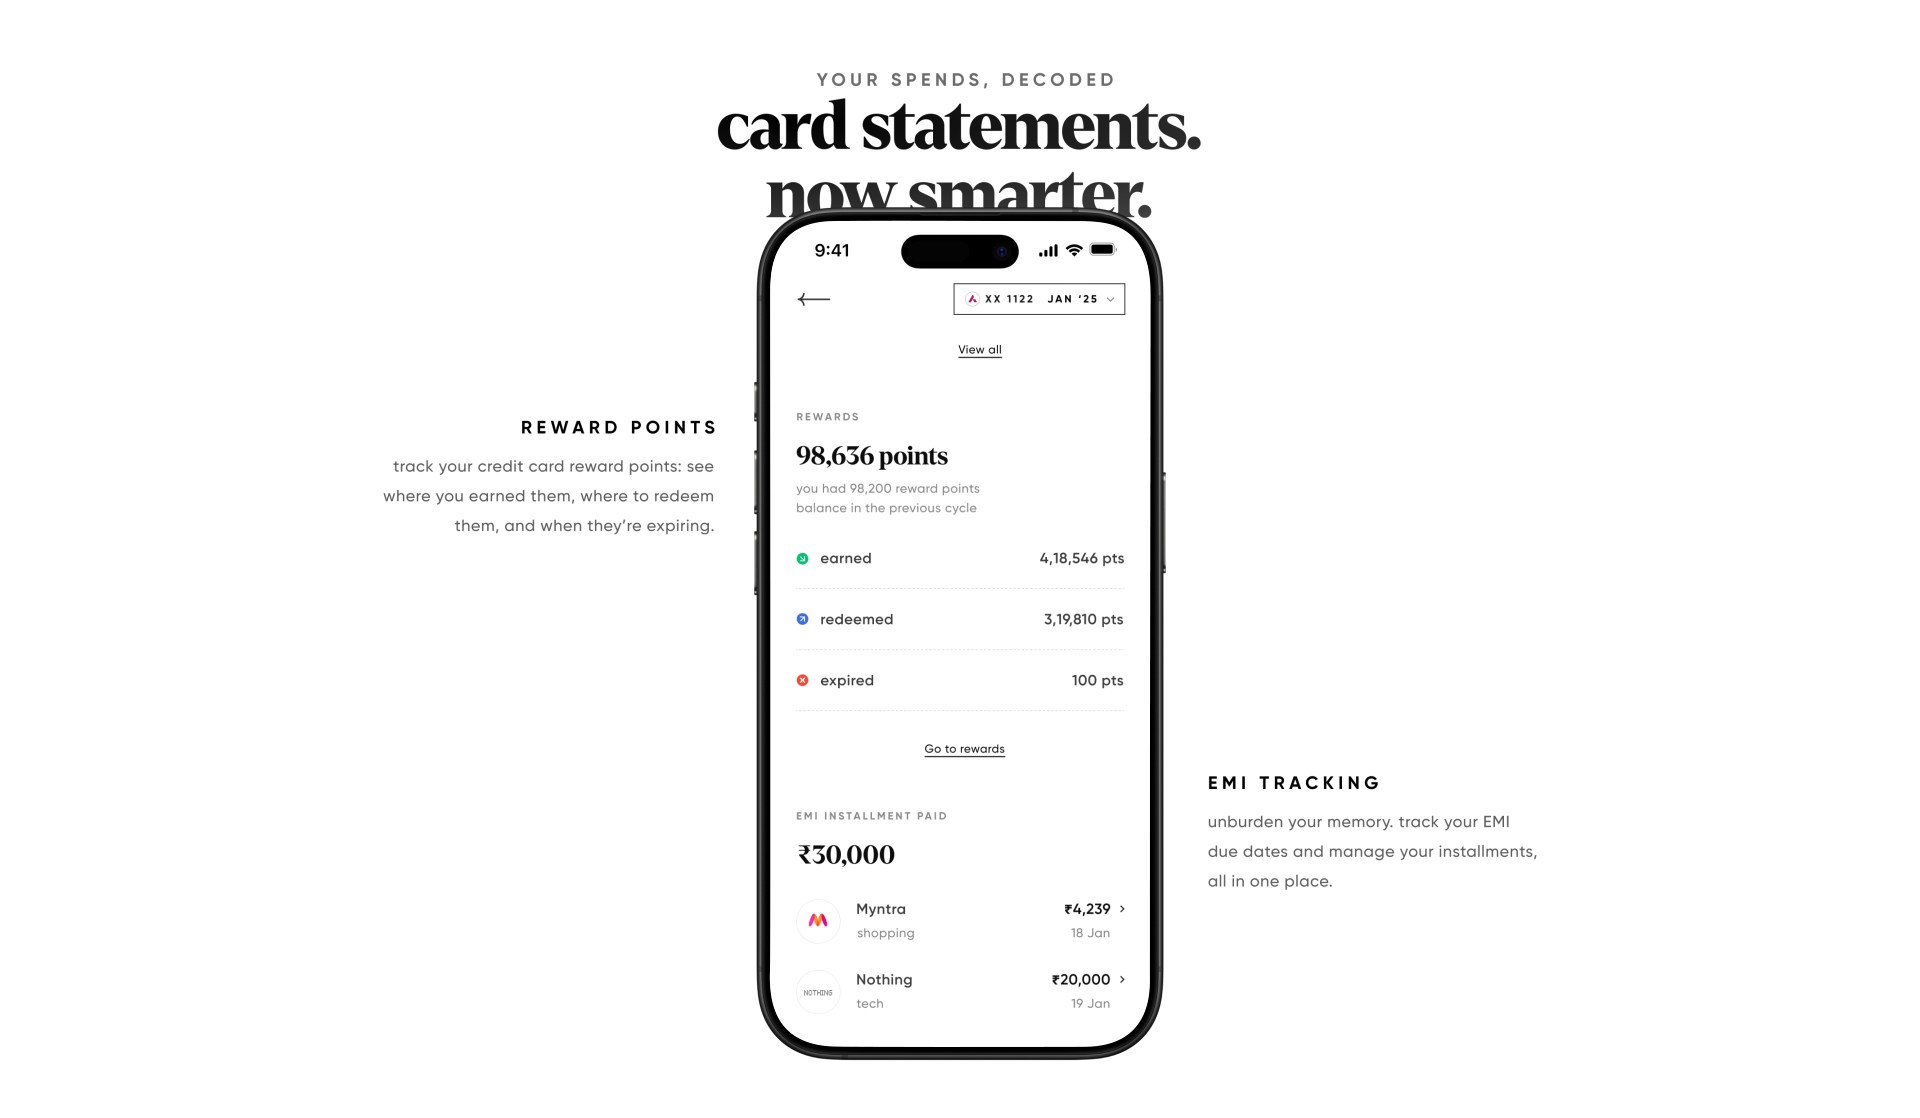 YOUR SPENDS, DECODED
card statements.
now smarter.
9:41
XX 1122 JAN ’25
View all
REWARDS
98,636 points
you had 98,200 reward points
balance in the previous cycle
earned 4,18,546 pts
redeemed 3,19,810 pts
expired 100 pts
Go to rewards
EMI INSTALLMENT PAID
₹30,000
Myntra ₹4,239
shopping 18 Jan
NOTHING
Nothing ₹20,000
tech 19 Jan
REWARD POINTS
track your credit card reward points: see
where you earned them, where to redeem
them, and when they’re expiring.
EMI TRACKING
unburden your memory. track your EMI
due dates and manage your installments,
all in one place.